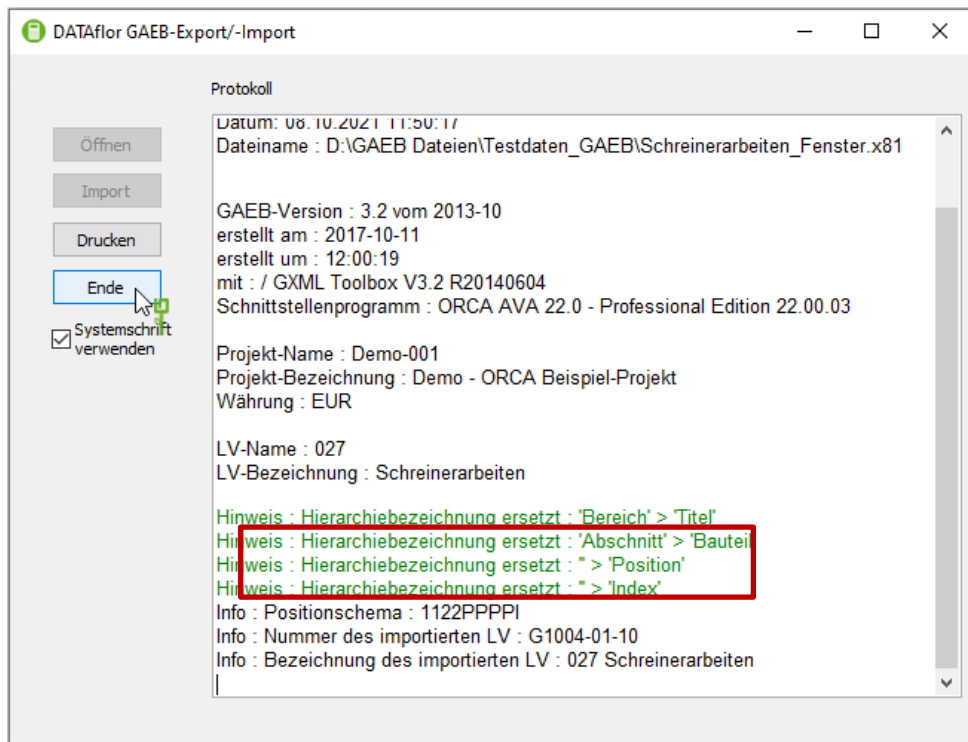 DATAflor GAEB-Export/-Import
Protokoll
Öffnen
Import
Drucken
Ende
Systemschrift
verwenden
Datum: 08.10.2021 11:50:17
Dateiname : D:\GAEB Dateien\Testdaten_GAEB\Schreinerarbeiten_Fenster.x81
GAEB-Version : 3.2 vom 2013-10
erstellt am : 2017-10-11
erstellt um : 12:00:19
mit : / GXML Toolbox V3.2 R20140604
Schnittstellenprogramm : ORCA AVA 22.0 - Professional Edition 22.00.03
Projekt-Name : Demo-001
Projekt-Bezeichnung : Demo - ORCA Beispiel-Projekt
Währung : EUR
LV-Name : 027
LV-Bezeichnung : Schreinerarbeiten
Hinweis : Hierarchiebezeichnung ersetzt : 'Bereich' > 'Titel'
Hinweis : Hierarchiebezeichnung ersetzt : 'Abschnitt' > 'Bauteil
Hinweis : Hierarchiebezeichnung ersetzt : '' > 'Position'
Hinweis : Hierarchiebezeichnung ersetzt : '' > 'Index'
Info : Positionschema : 1122PPPPI
Info : Nummer des importierten LV : G1004-01-10
Info : Bezeichnung des importierten LV : 027 Schreinerarbeiten